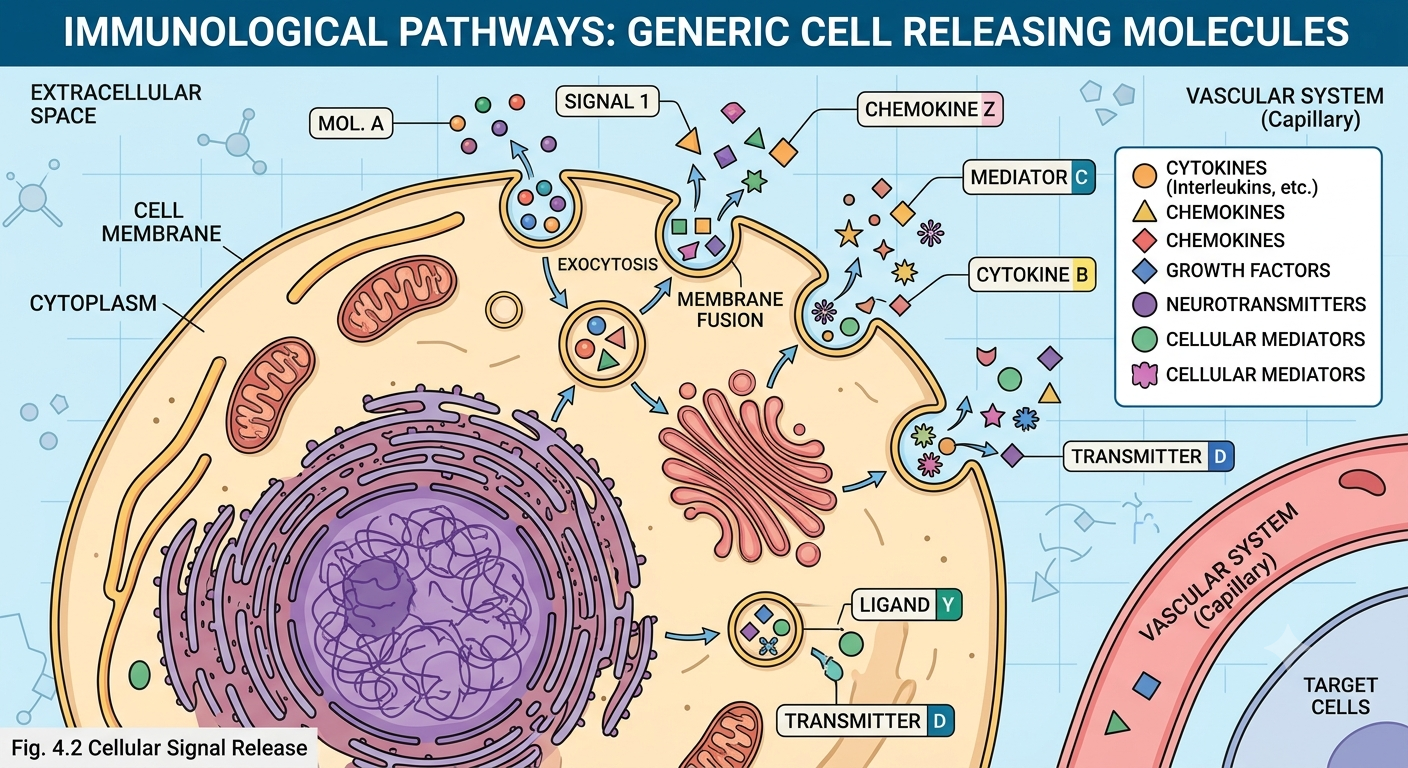 IMMUNOLOGICAL PATHWAYS: GENERIC CELL RELEASING MOLECULES
EXTRACELLULAR
SPACE
MOL. A
SIGNAL 1
CHEMOKINE Z
VASCULAR SYSTEM
(Capillary)
MEDIATOR C
CYTOKINES
(Interleukins, etc.)
CHEMOKINES
CHEMOKINES
GROWTH FACTORS
NEUROTRANSMITTERS
CELLULAR MEDIATORS
CELLULAR MEDIATORS
CELL
MEMBRANE
CYTOPLASM
EXOCYTOSIS
MEMBRANE
FUSION
CYTOKINE B
TRANSMITTER D
LIGAND Y
TRANSMITTER D
VASCULAR SYSTEM
(Capillary)
TARGET
CELLS
Fig. 4.2 Cellular Signal Release